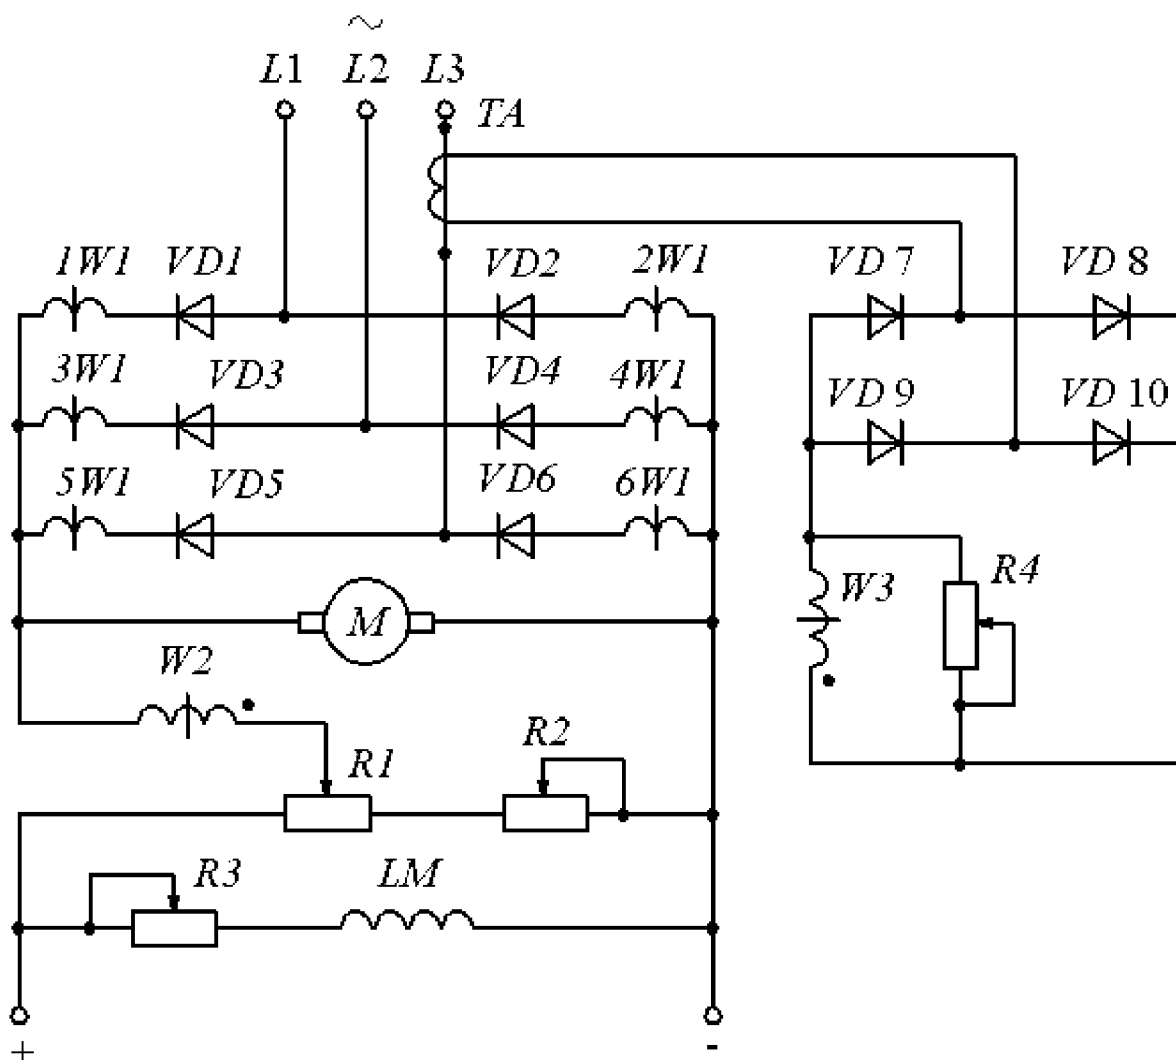 ~
L1 L2 L3
TA
1W1 VD1 VD2 2W1 VD 7 VD 8
3W1 VD3 VD4 4W1 VD 9 VD 10
5W1 VD5 VD6 6W1
M W3 R4
W2
R1 R2
R3 LM
+ -